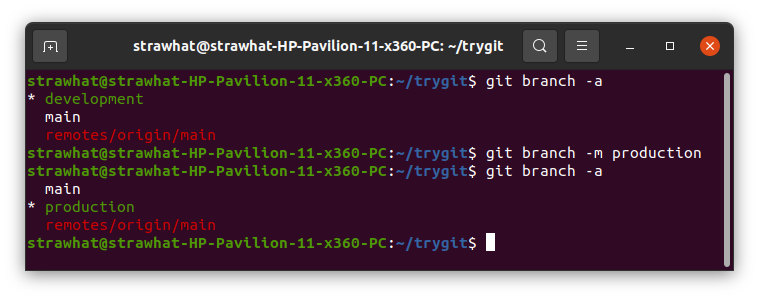 strawhat@strawhat-HP-Pavilion-11-x360-PC: ~/trygit
strawhat@strawhat-HP-Pavilion-11-x360-PC:~/trygit$ git branch -a
* development
  main
  remotes/origin/main
strawhat@strawhat-HP-Pavilion-11-x360-PC:~/trygit$ git branch -m production
strawhat@strawhat-HP-Pavilion-11-x360-PC:~/trygit$ git branch -a
  main
* production
  remotes/origin/main
strawhat@strawhat-HP-Pavilion-11-x360-PC:~/trygit$